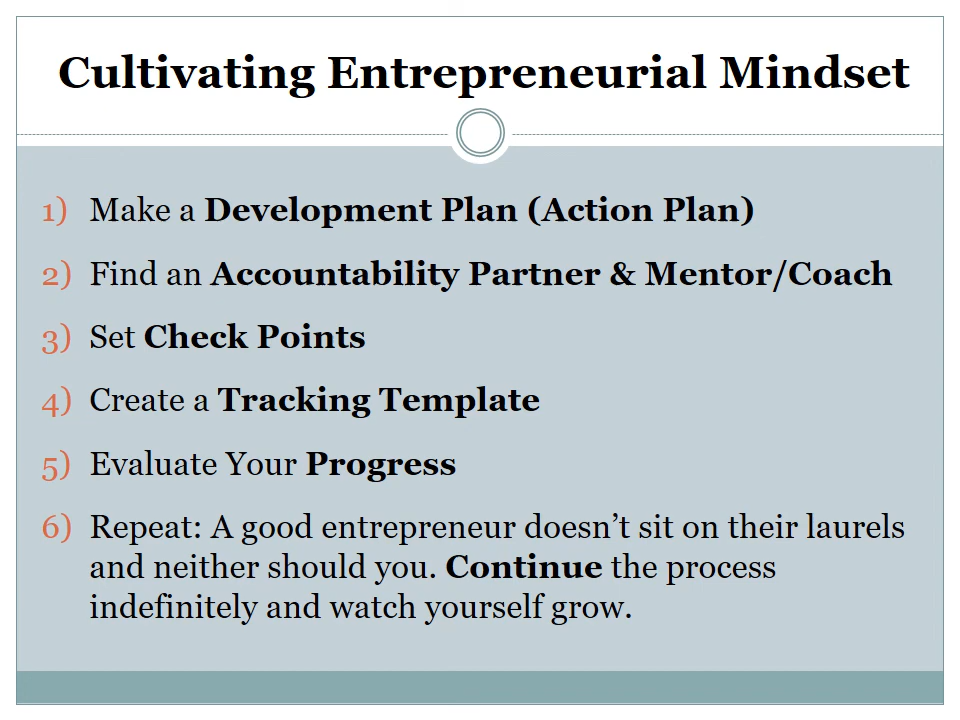 Cultivating Entrepreneurial Mindset
1) Make a Development Plan (Action Plan)
2) Find an Accountability Partner & Mentor/Coach
3) Set Check Points
4) Create a Tracking Template
5) Evaluate Your Progress
6) Repeat: A good entrepreneur doesn’t sit on their laurels
and neither should you. Continue the process
indefinitely and watch yourself grow.